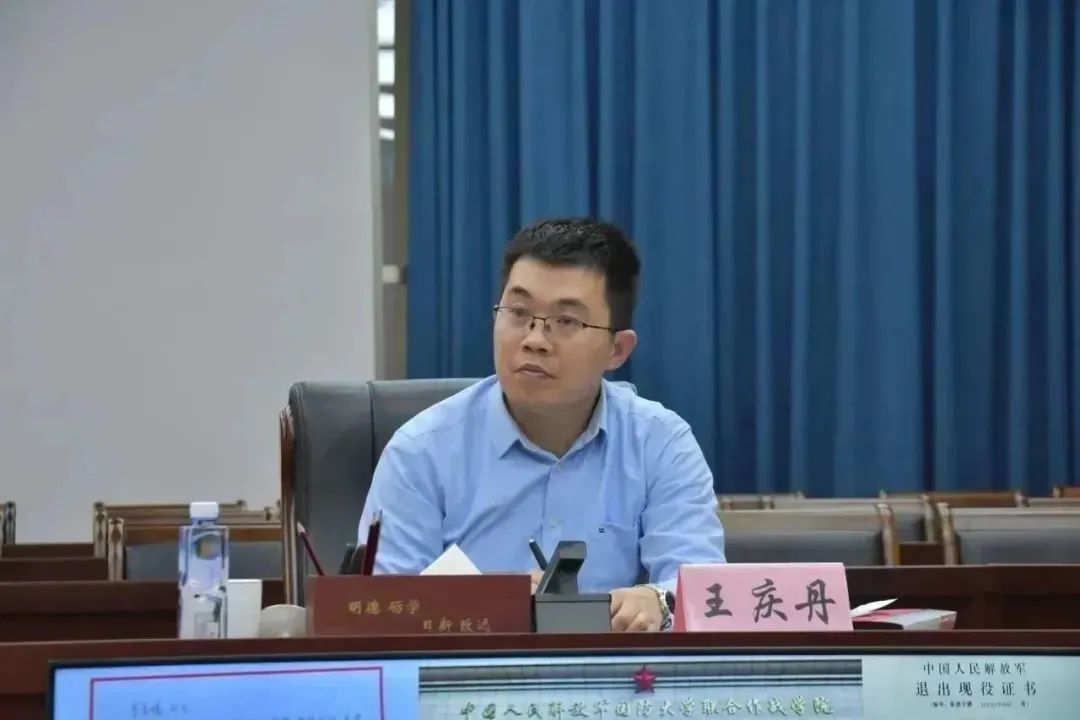 明德 砺学
日新 致远
王庆丹
中国人民解放军国防大学联合作战学院
中国人民解放军
退出现役证书